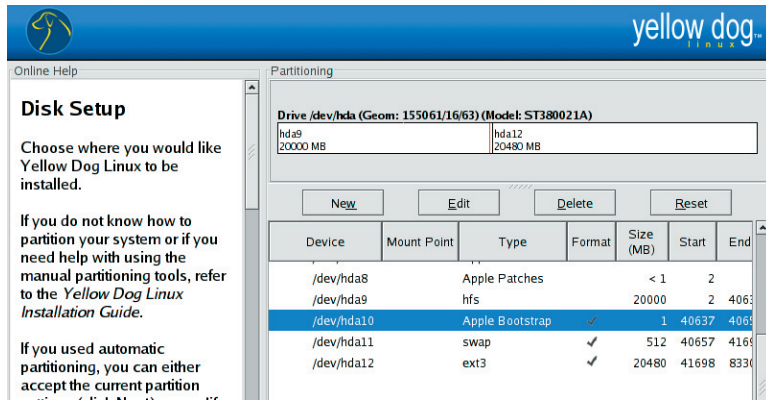 yellow dog™
linux
Online Help
Disk Setup
Choose where you would like
Yellow Dog Linux to be
installed.
If you do not know how to
partition your system or if you
need help with using the
manual partitioning tools, refer
to the Yellow Dog Linux
Installation Guide.
If you used automatic
partitioning, you can either
accept the current partition
Partitioning
Drive /dev/hda (Geom: 155061/16/63) (Model: ST380021A)
hda9 hda12
20000 MB 20480 MB
New Edit Delete Reset
Device Mount Point Type Format Size (MB) Start End
/dev/hda8 Apple Patches < 1 2
/dev/hda9 hfs 20000 2 4063
/dev/hda10 Apple Bootstrap ✓ 1 40637 4065
/dev/hda11 swap ✓ 512 40657 4169
/dev/hda12 ext3 ✓ 20480 41698 8330